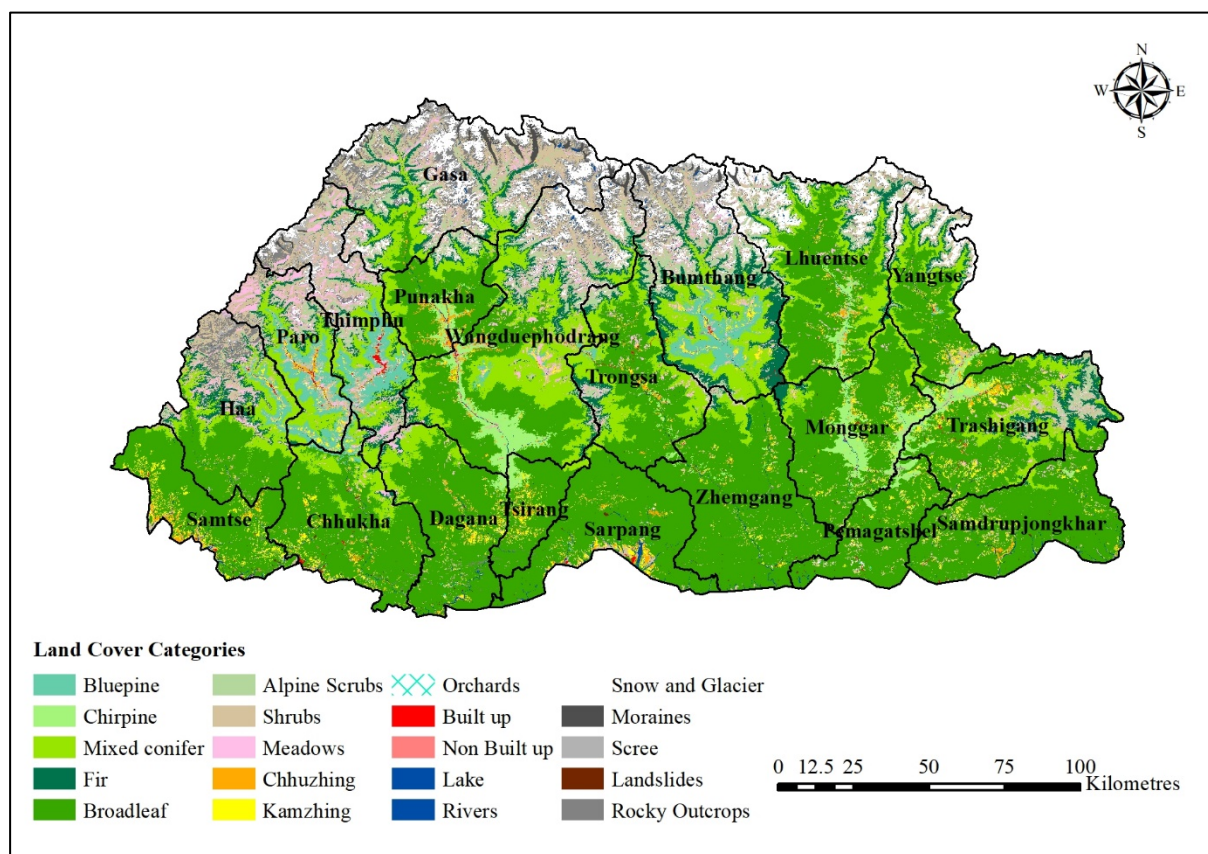 N
W E
S
Gasa
Lhuentse
Bumthang
Yangtse
Punakha
Thimphu
Paro
Wangduephodrang
Trongsa
Haa
Monggar
Trashigang
Zhemgang
Samtse
Chhukha
Dagana
Tsirang
Sarpang
Pemagatshel
Samdrupjongkhar
Land Cover Categories
Bluepine
Chirpine
Mixed conifer
Fir
Broadleaf
Alpine Scrubs
Shrubs
Meadows
Chhuzhing
Kamzhing
Orchards
Built up
Non Built up
Lake
Rivers
Snow and Glacier
Moraines
Scree
Landslides
Rocky Outcrops
0 12.5 25 50 75 100
Kilometres